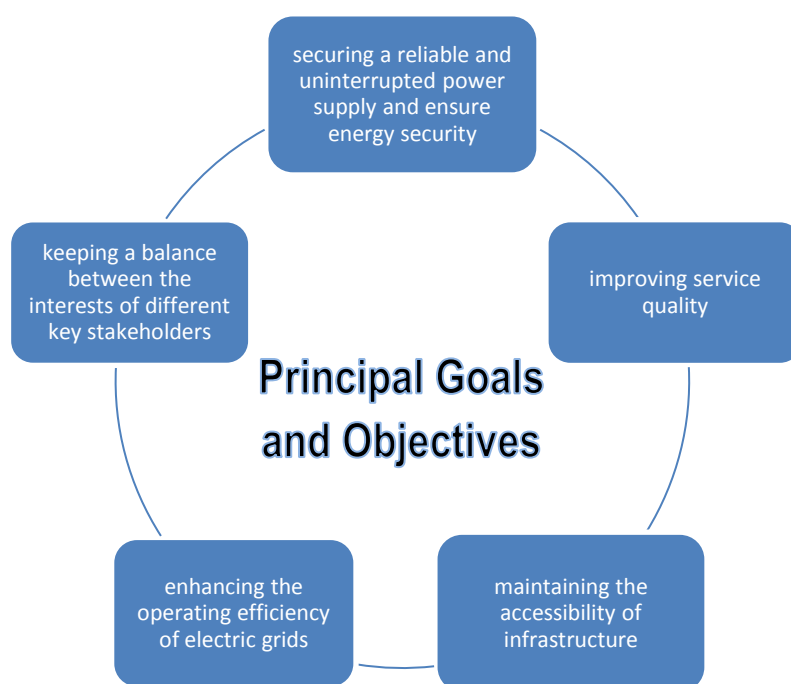 securing a reliable and
uninterrupted power
supply and ensure
energy security
keeping a balance
between the
interests of different
key stakeholders
improving service
quality
Principal Goals
and Objectives
enhancing the
operating efficiency
of electric grids
maintaining the
accessibility of
infrastructure